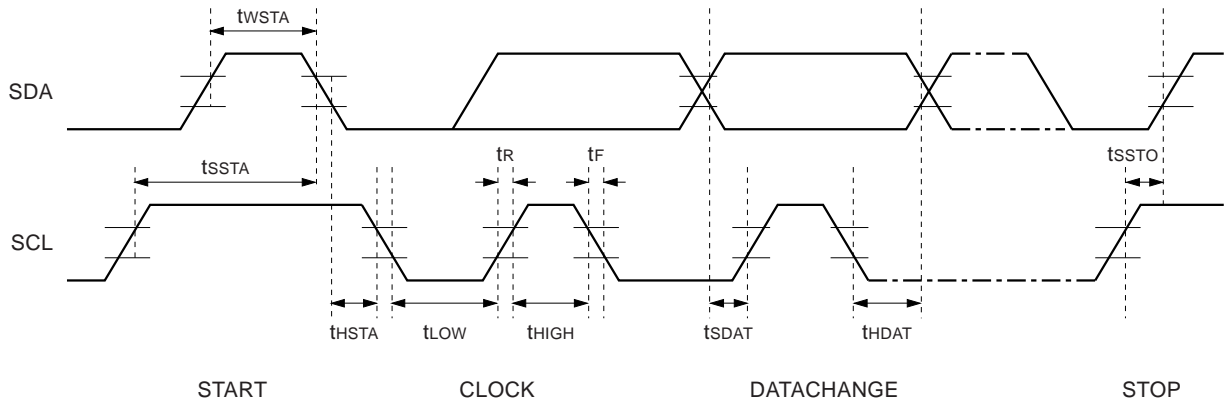 tWSTA
SDA
tSSTA
tR
tF
tSSTO
SCL
tHSTA
tLOW
tHIGH
tSDAT
tHDAT
START
CLOCK
DATACHANGE
STOP